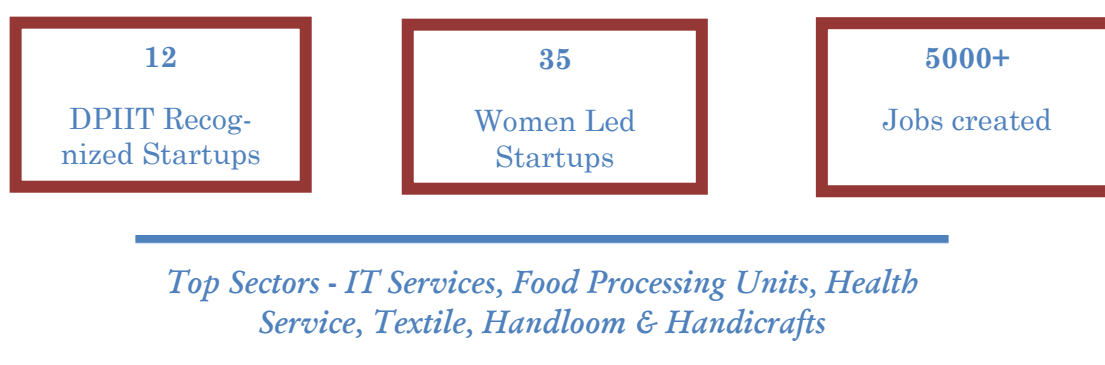 12
DPIIT Recog-
nized Startups
35
Women Led
Startups
5000+
Jobs created
Top Sectors - IT Services, Food Processing Units, Health
Service, Textile, Handloom & Handicrafts